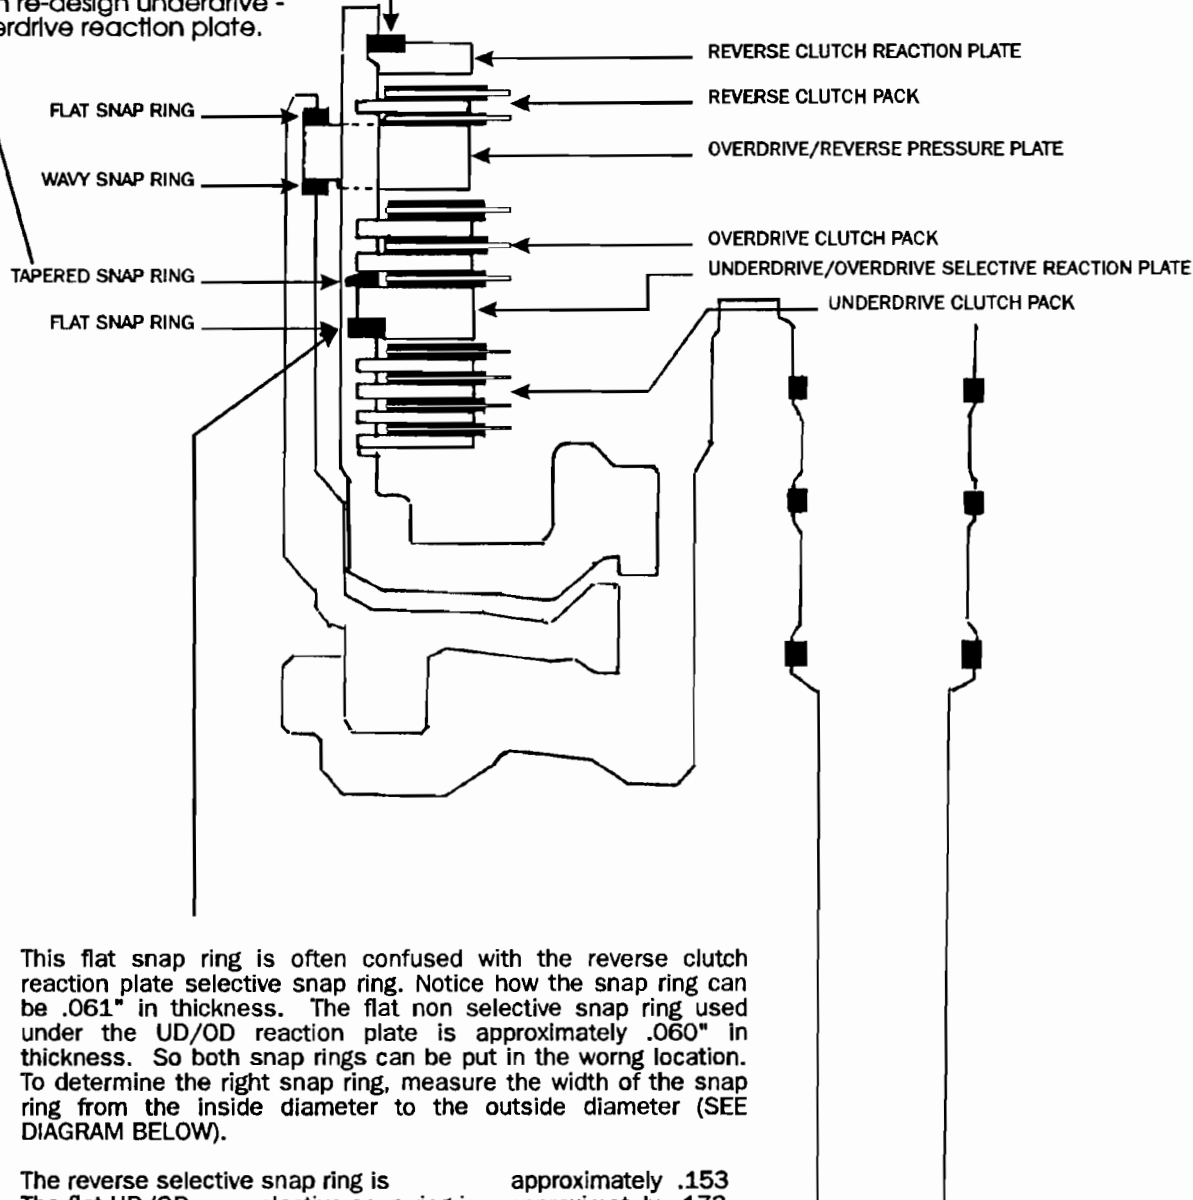 re-design underdrive -
erdrive reaction plate.
REVERSE CLUTCH REACTION PLATE
REVERSE CLUTCH PACK
FLAT SNAP RING
OVERDRIVE/REVERSE PRESSURE PLATE
WAVY SNAP RING
OVERDRIVE CLUTCH PACK
UNDERDRIVE/OVERDRIVE SELECTIVE REACTION PLATE
TAPERED SNAP RING
UNDERDRIVE CLUTCH PACK
FLAT SNAP RING
This flat snap ring is often confused with the reverse clutch
reaction plate selective snap ring. Notice how the snap ring can
be .061" in thickness. The flat non selective snap ring used
under the UD/OD reaction plate is approximately .060" in
thickness. So both snap rings can be put in the worng location.
To determine the right snap ring, measure the width of the snap
ring from the inside diameter to the outside diameter (SEE
DIAGRAM BELOW).
The reverse selective snap ring is approximately .153